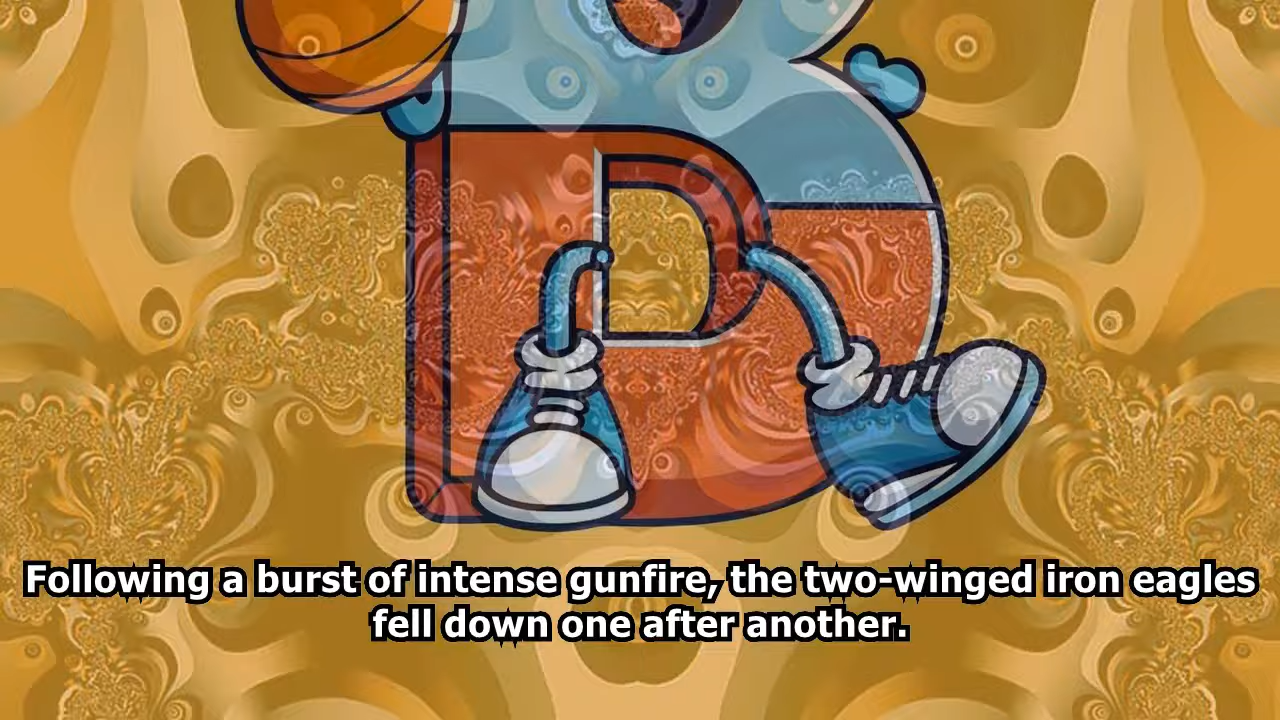 Following a burst of intense gunfire, the two-winged iron eagles
fell down one after another.